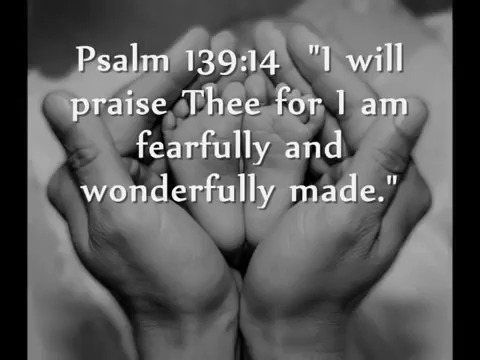 Psalm 139:14 "I will
praise Thee for I am
fearfully and
wonderfully made."